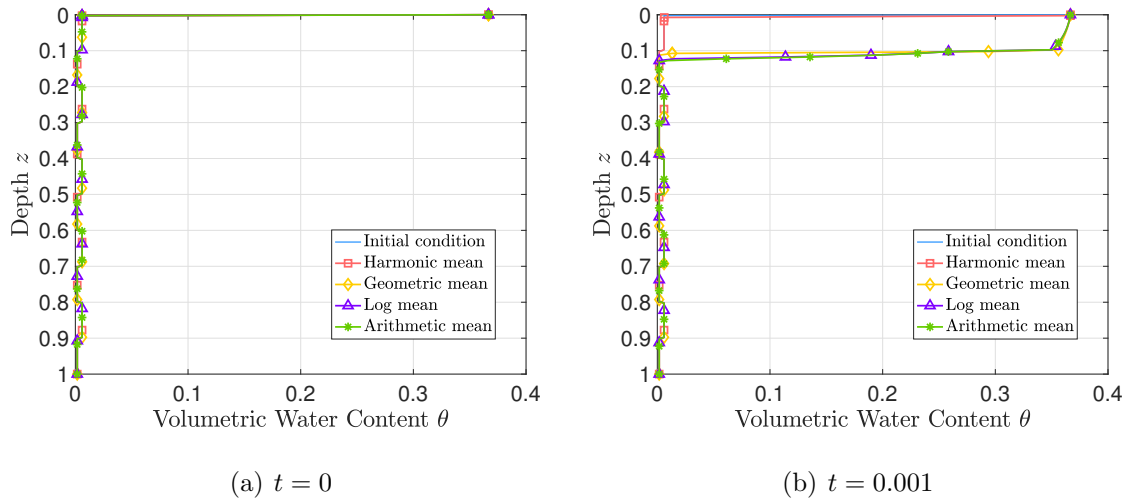 0
0.1
0.2
0.3
0.4
0.5
0.6
0.7
0.8
0.9
1
Depth z
0 0.1 0.2 0.3 0.4
Volumetric Water Content θ
Initial condition
Harmonic mean
Geometric mean
Log mean
Arithmetic mean
(a) t = 0
0
0.1
0.2
0.3
0.4
0.5
0.6
0.7
0.8
0.9
1
Depth z
0 0.1 0.2 0.3 0.4
Volumetric Water Content θ
Initial condition
Harmonic mean
Geometric mean
Log mean
Arithmetic mean
(b) t = 0.001